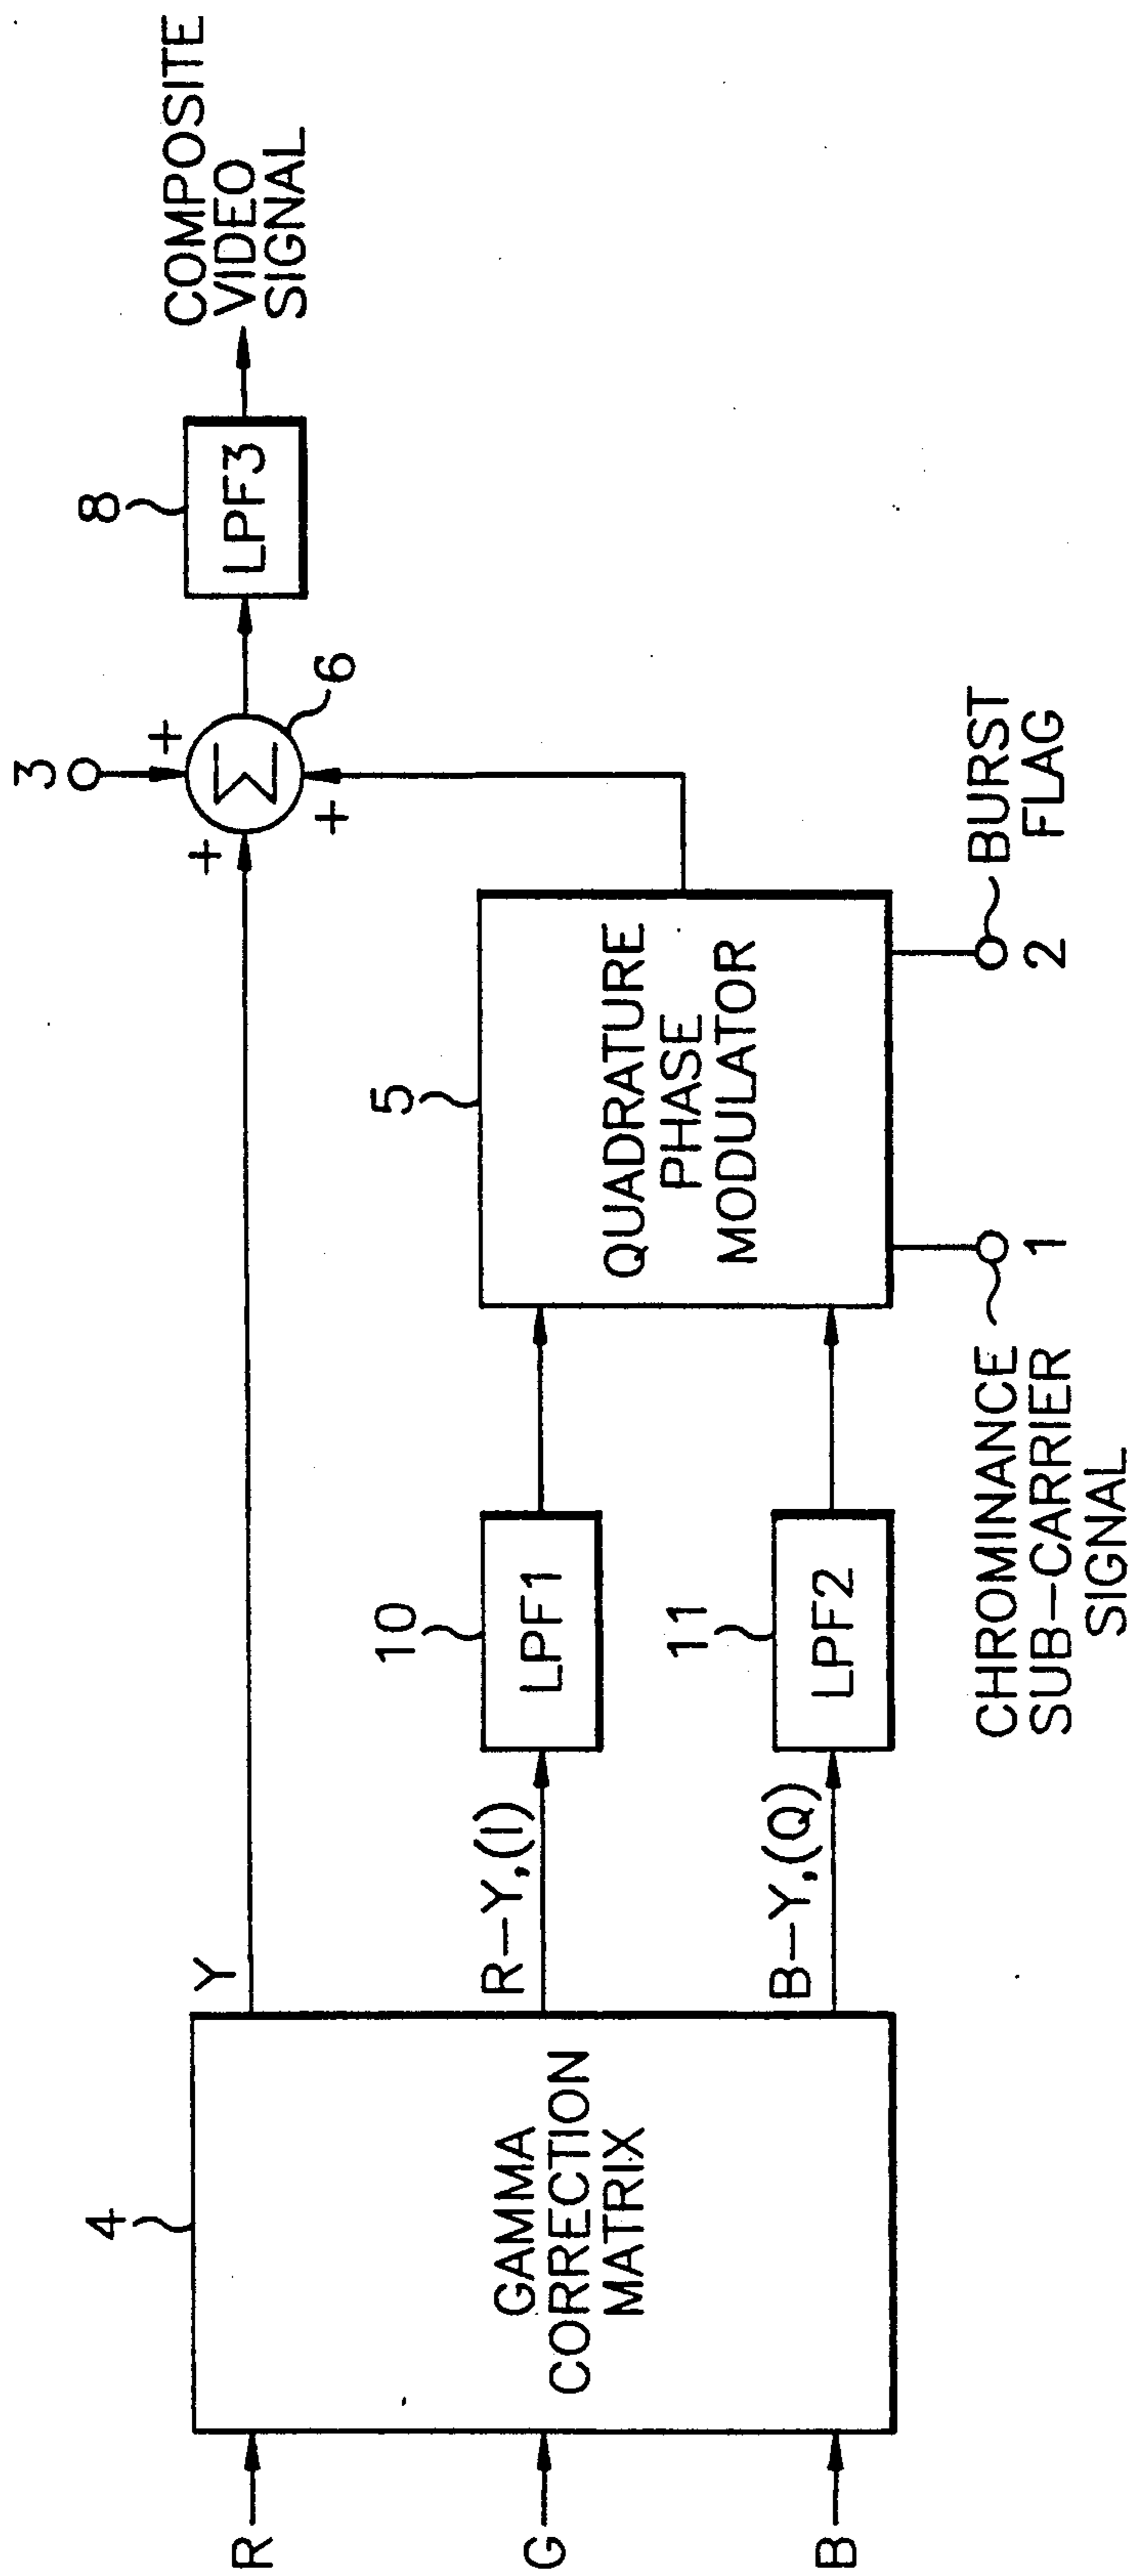 R
G
B
4
GAMMA
CORRECTION
MATRIX
Y
R-Y,(I)
B-Y,(Q)
10
LPF1
11
LPF2
5
QUADRATURE
PHASE
MODULATOR
1
CHROMINANCE
SUB-CARRIER
SIGNAL
2
BURST
FLAG
3
+
+
+
Σ
6
8
LPF3
COMPOSITE
VIDEO
SIGNAL